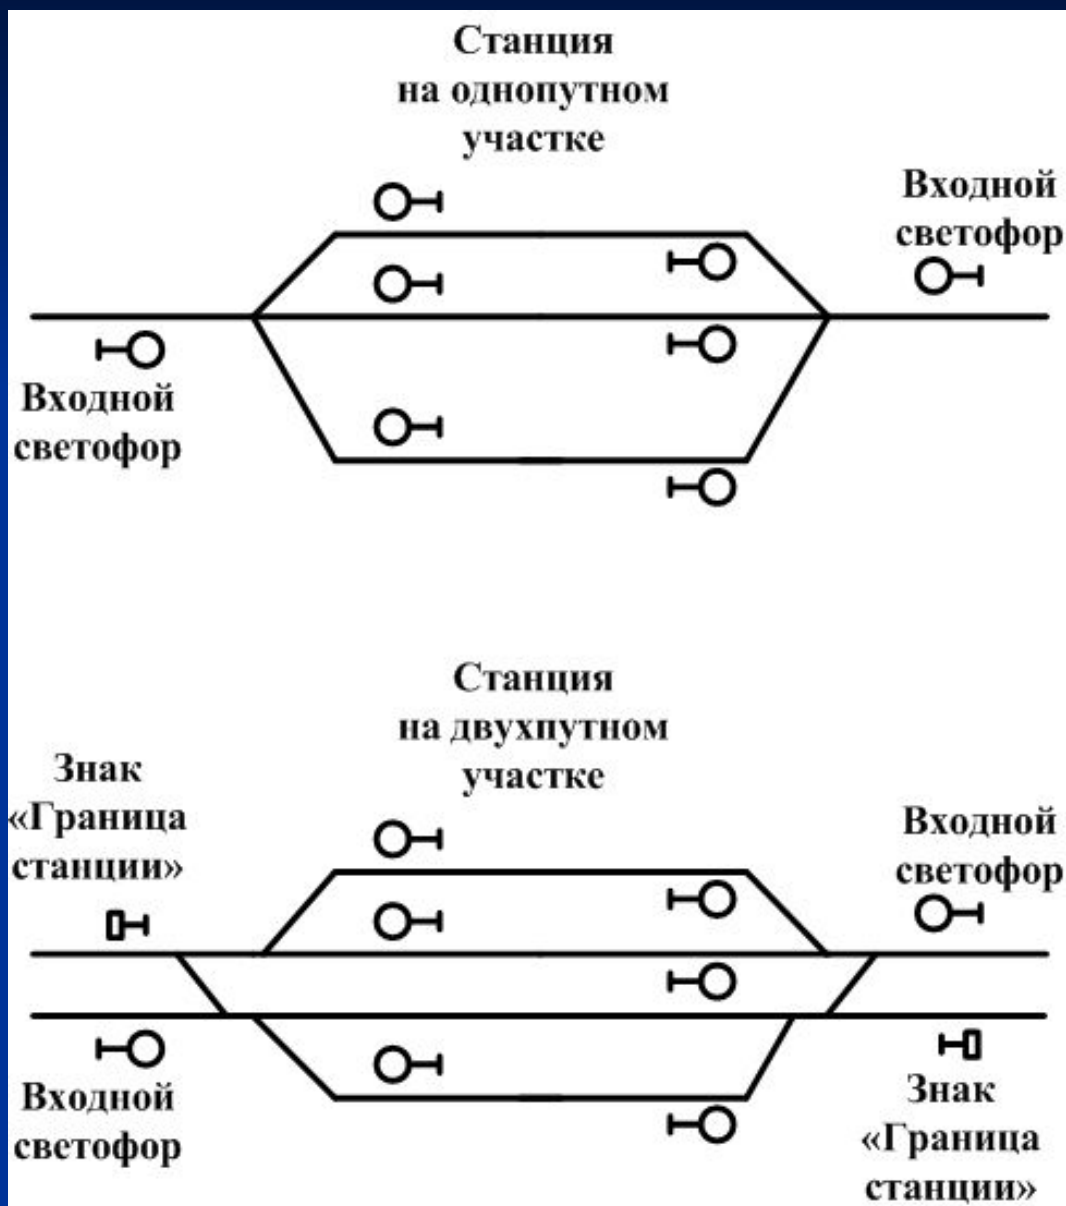 Станция
на однопутном
участке
Входной
светофор
Входной
светофор
Станция
на двухпутном
участке
Знак
«Граница
станции»
Входной
светофор
Входной
светофор
Знак
«Граница
станции»